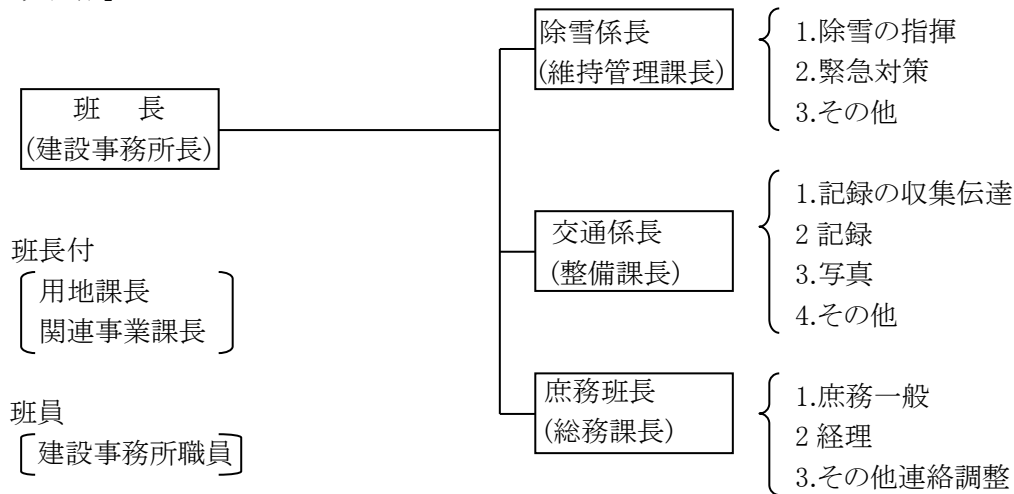 除雪係長
(維持管理課長)
1.除雪の指揮
2.緊急対策
3.その他
班　長
(建設事務所長)
交通係長
(整備課長)
1.記録の収集伝達
2 記録
3.写真
4.その他
班長付
用地課長
関連事業課長
庶務班長
(総務課長)
1.庶務一般
2 経理
3.その他連絡調整
班員
建設事務所職員